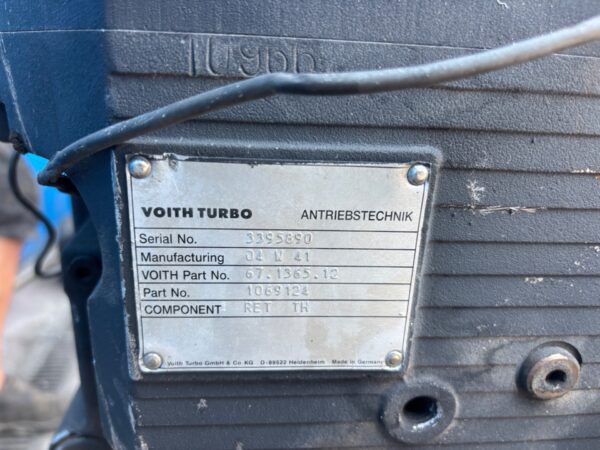 VOITH TURBO ANTRIEBSTECHNIK
Serial No. 3395890
Manufacturing 04 W 41
VOITH Part No. 67.1365.12
Part No. 1069124
COMPONENT RET TH
Voith Turbo GmbH & Co KG D-89522 Heidenheim Made in Germany